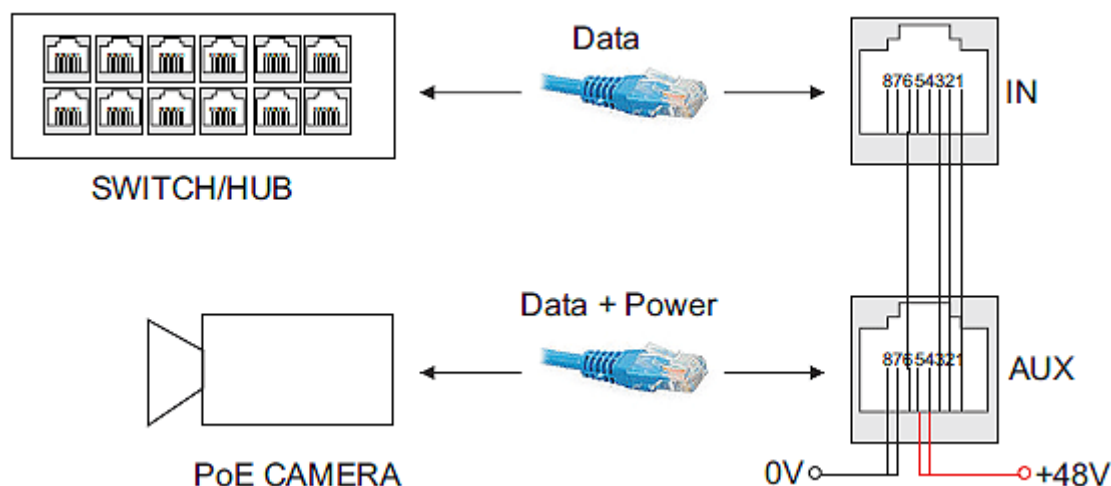 Data
87654321
IN
SWITCH/HUB
Data + Power
87654321
AUX
PoE CAMERA
0V
+48V